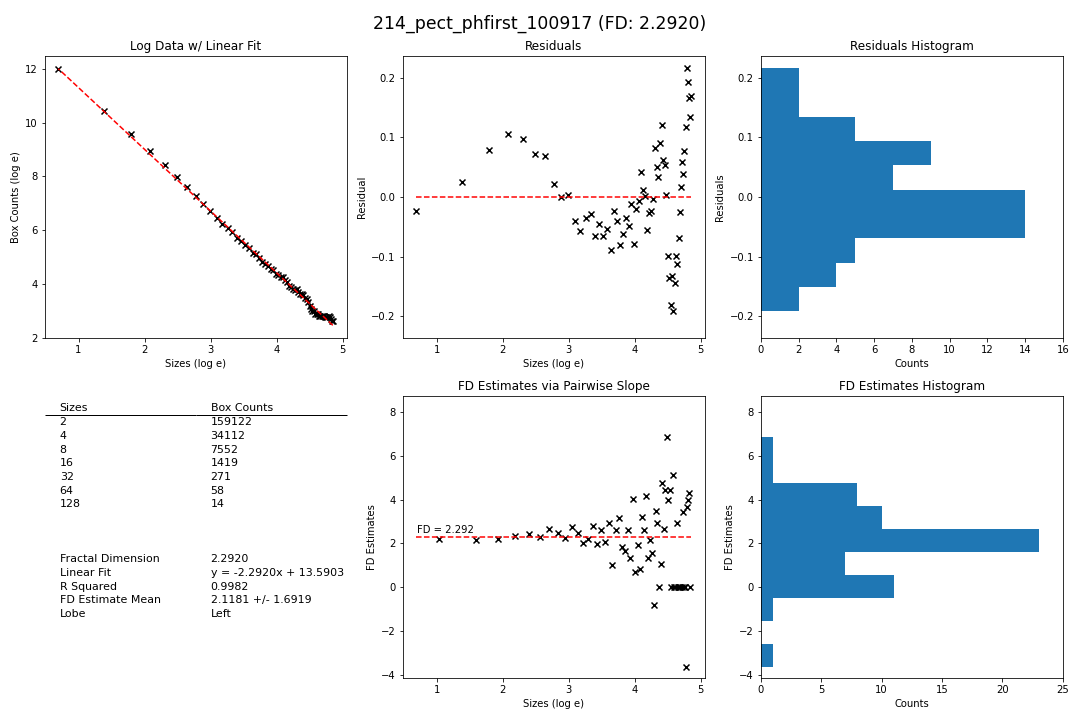 214_pect_phfirst_100917 (FD: 2.2920)
Log Data w/ Linear Fit
12
10
8
6
4
2
Box Counts (log e)
1 2 3 4 5
Sizes (log e)
Residuals
0.2
0.1
0.0
−0.1
−0.2
Residual
1 2 3 4 5
Sizes (log e)
Residuals Histogram
0.2
0.1
0.0
−0.1
−0.2
Residuals
0 2 4 6 8 10 12 14 16
Counts
Sizes Box Counts
2 159122
4 34112
8 7552
16 1419
32 271
64 58
128 14
Fractal Dimension 2.2920
Linear Fit y = -2.2920x + 13.5903
R Squared 0.9982
FD Estimate Mean 2.1181 +/- 1.6919
Lobe Left
FD Estimates via Pairwise Slope
8
6
4
2
0
−2
−4
FD Estimates
FD = 2.292
1 2 3 4 5
Sizes (log e)
FD Estimates Histogram
8
6
4
2
0
−2
−4
FD Estimates
0 5 10 15 20 25
Counts